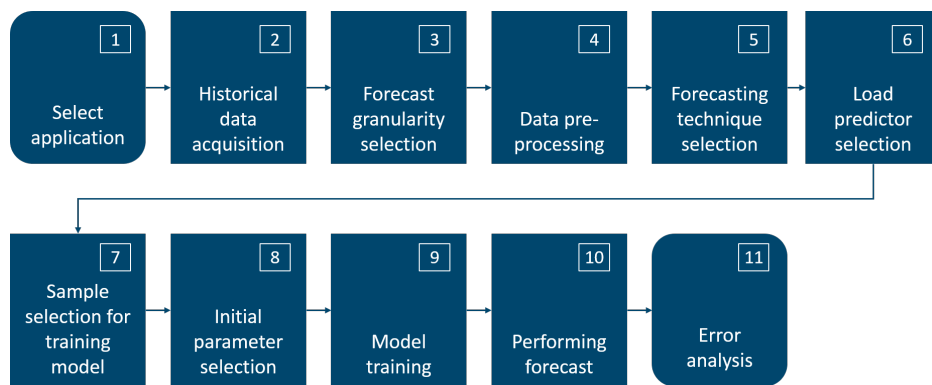 1
Select
application
2
Historical
data
acquisition
3
Forecast
granularity
selection
4
Data pre-
processing
5
Forecasting
technique
selection
6
Load
predictor
selection
7
Sample
selection for
training
model
8
Initial
parameter
selection
9
Model
training
10
Performing
forecast
11
Error
analysis